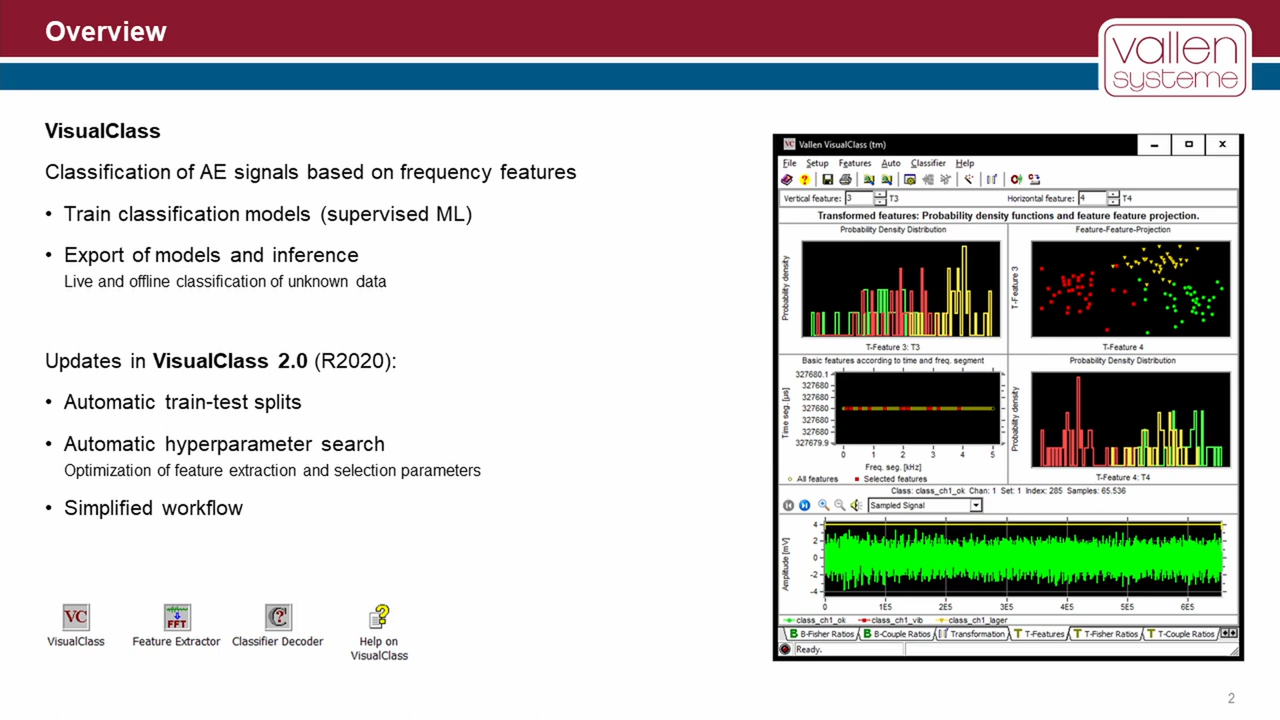 Overview
vallen
systeme
VisualClass
Classification of AE signals based on frequency features
• Train classification models (supervised ML)
• Export of models and inference
Live and offline classification of unknown data
Updates in VisualClass 2.0 (R2020):
• Automatic train-test splits
• Automatic hyperparameter search
Optimization of feature extraction and selection parameters
• Simplified workflow
VC
VisualClass
FFT
Feature Extractor
Classifier Decoder
Help on
VisualClass
VC Vallen VisualClass (tm)
File Setup Features Auto Classifier Help
Vertical feature: 3 T3 Horizontal feature: 4 T4
Transformed features: Probability density functions and feature feature projection.
Probability Density Distribution
Probability density
T-Feature 3: T3
Feature-Feature-Projection
T-Feature 3
T-Feature 4
Basic features according to time and freq. segment
Time seg. [µs]
327680.1
327680
327680
327680
327680
327680
327679.9
0 1 2 3 4 5
Freq. seg. [kHz]
All features Selected features
Probability Density Distribution
Probability density
T-Feature 4: T4
Class: class_ch1_ok Chan: 1 Set: 1 Index: 285 Samples: 65.536
Sampled Signal
Amplitude [mV]
4
2
0
-2
-4
0 1E5 2E5 3E5 4E5 5E5 6E5
class_ch1_ok class_ch1_vib class_ch1_lager
B B-Fisher Ratios B B-Couple Ratios Transformation T T-Features T T-Fisher Ratios T T-Couple Ratios
Ready.
2